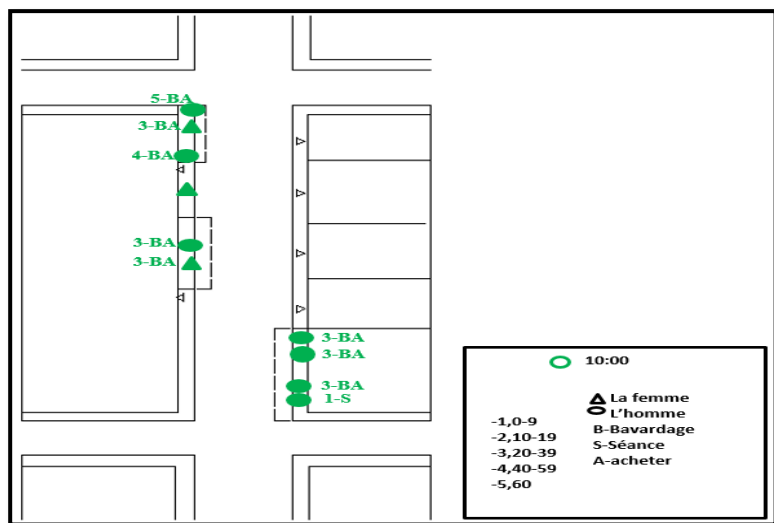 5-BA
3-BA
4-BA
3-BA
3-BA
3-BA
3-BA
3-BA
1-S
10:00
La femme
L'homme
B-Bavardage
S-Séance
A-acheter
-1,0-9
-2,10-19
-3,20-39
-4,40-59
-5,60